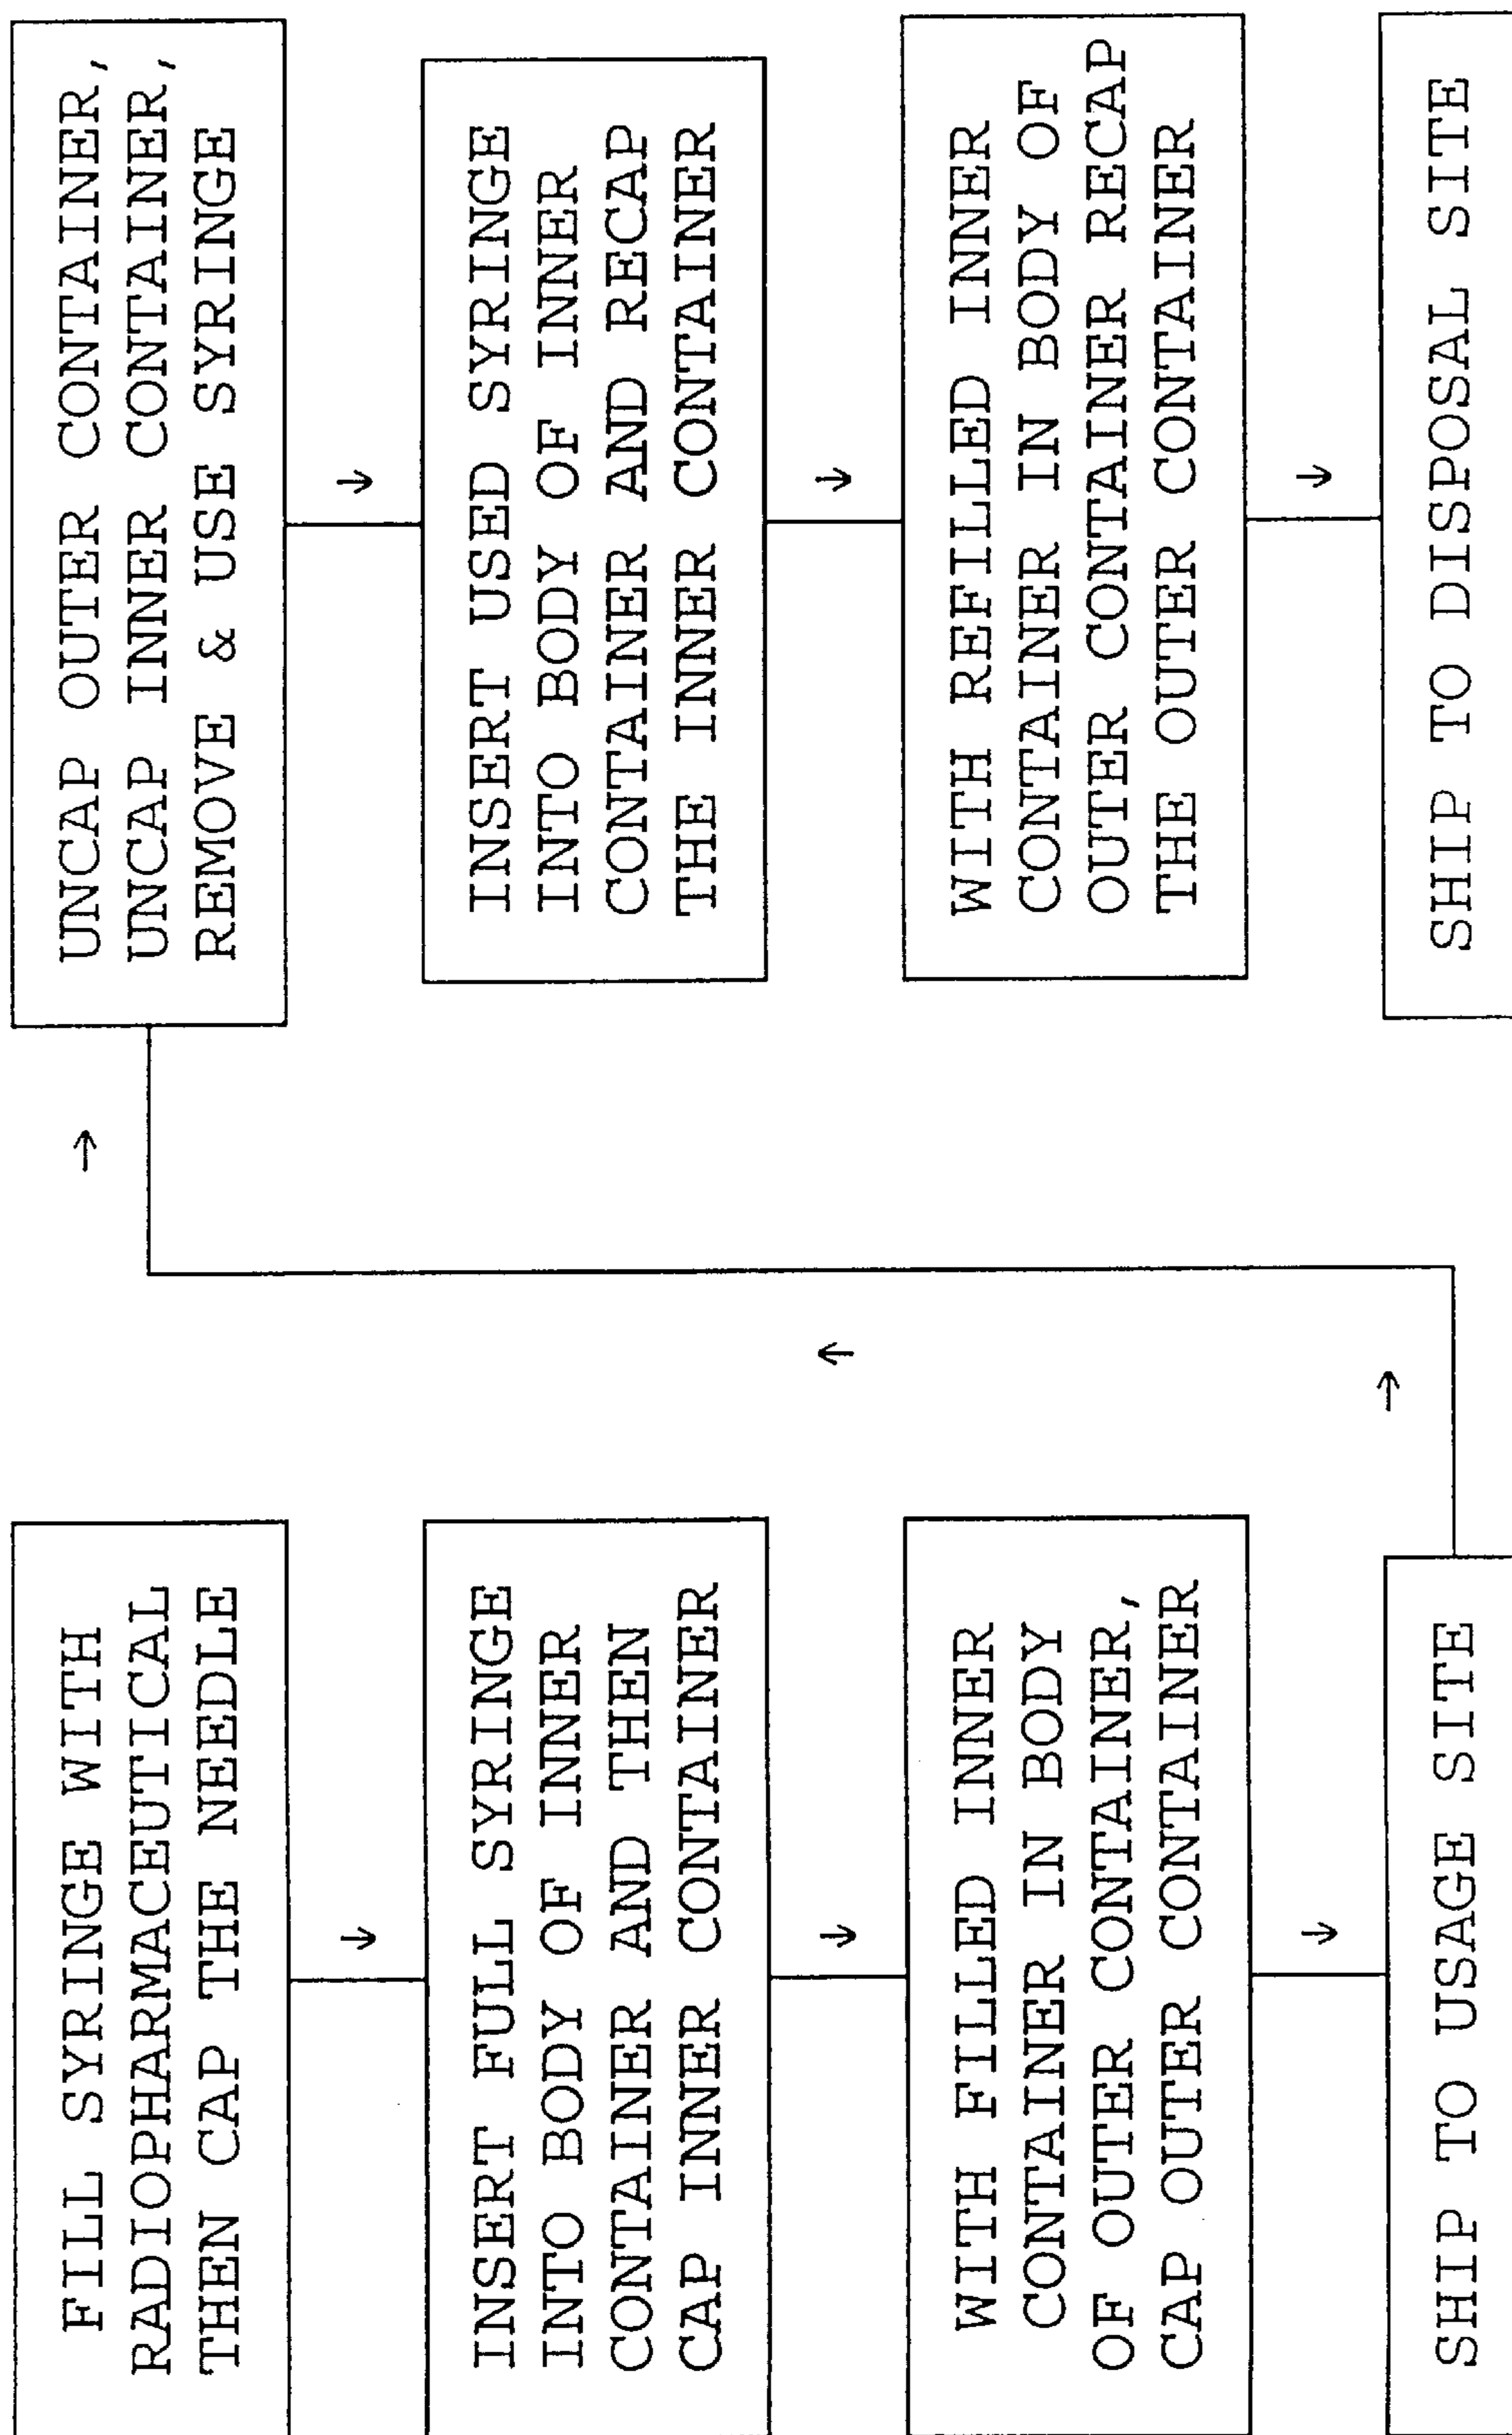 FILL SYRINGE WITH
RADIOPHARMACEUTICAL
THEN CAP THE NEEDLE
INSERT FULL SYRINGE
INTO BODY OF INNER
CONTAINER AND THEN
CAP INNER CONTAINER
WITH FILLED INNER
CONTAINER IN BODY
OF OUTER CONTAINER,
CAP OUTER CONTAINER
SHIP TO USAGE SITE
UNCAP OUTER CONTAINER,
UNCAP INNER CONTAINER,
REMOVE & USE SYRINGE
INSERT USED SYRINGE
INTO BODY OF INNER
CONTAINER AND RECAP
THE INNER CONTAINER
WITH REFILLED INNER
CONTAINER IN BODY OF
OUTER CONTAINER RECAP
THE OUTER CONTAINER
SHIP TO DISPOSAL SITE